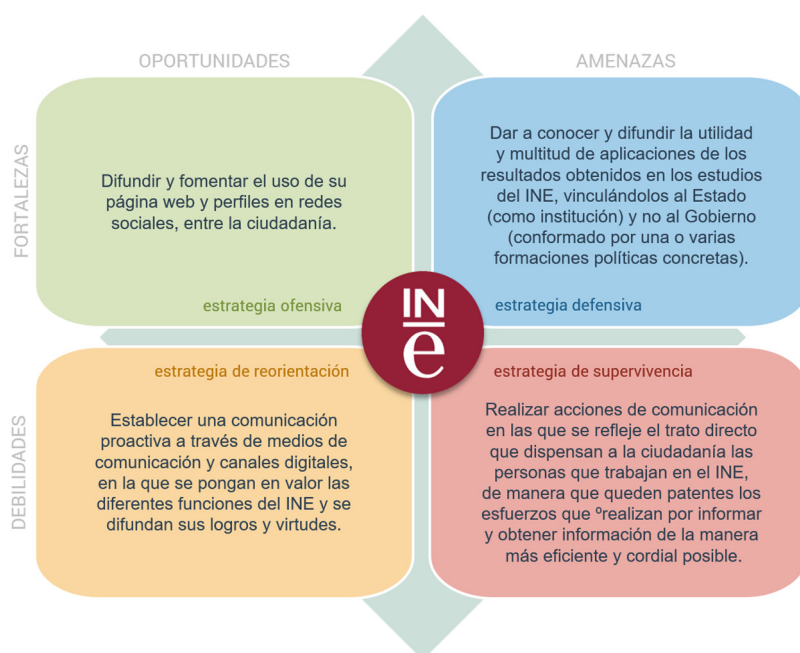 OPORTUNIDADES
AMENAZAS
FORTALEZAS
Difundir y fomentar el uso de su
página web y perfiles en redes
sociales, entre la ciudadanía.
estrategia ofensiva
Dar a conocer y difundir la utilidad
y multitud de aplicaciones de los
resultados obtenidos en los estudios
del INE, vinculándolos al Estado
(como institución) y no al Gobierno
(conformado por una o varias
formaciones políticas concretas).
estrategia defensiva
IN
e
DEBILIDADES
estrategia de reorientación
Establecer una comunicación
proactiva a través de medios de
comunicación y canales digitales,
en la que se pongan en valor las
diferentes funciones del INE y se
difundan sus logros y virtudes.
estrategia de supervivencia
Realizar acciones de comunicación
en las que se refleje el trato directo
que dispensan a la ciudadanía las
personas que trabajan en el INE,
de manera que queden patentes los
esfuerzos que ºrealizan por informar
y obtener información de la manera
más eficiente y cordial posible.